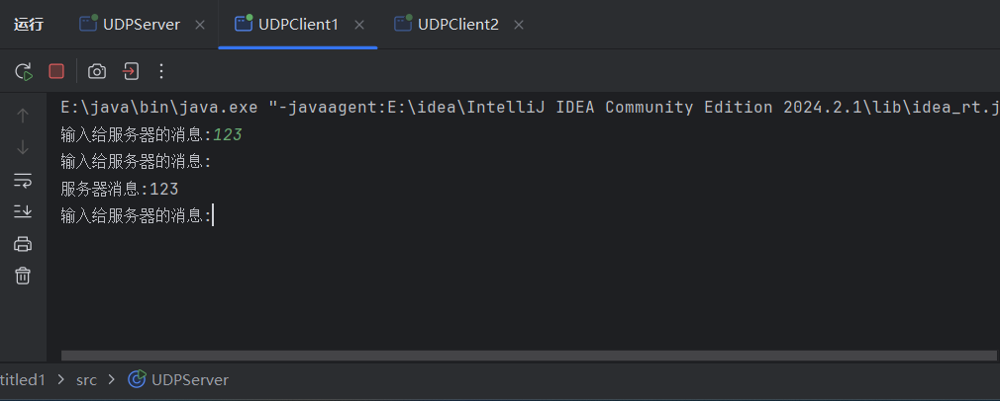 运行 UDPServer UDPClient1 UDPClient2
E:\java\bin\java.exe "-javaagent:E:\idea\IntelliJ IDEA Community Edition 2024.2.1\lib\idea_rt.j
输入给服务器的消息:123
输入给服务器的消息:
服务器消息:123
输入给服务器的消息:
titled1 > src > UDPServer